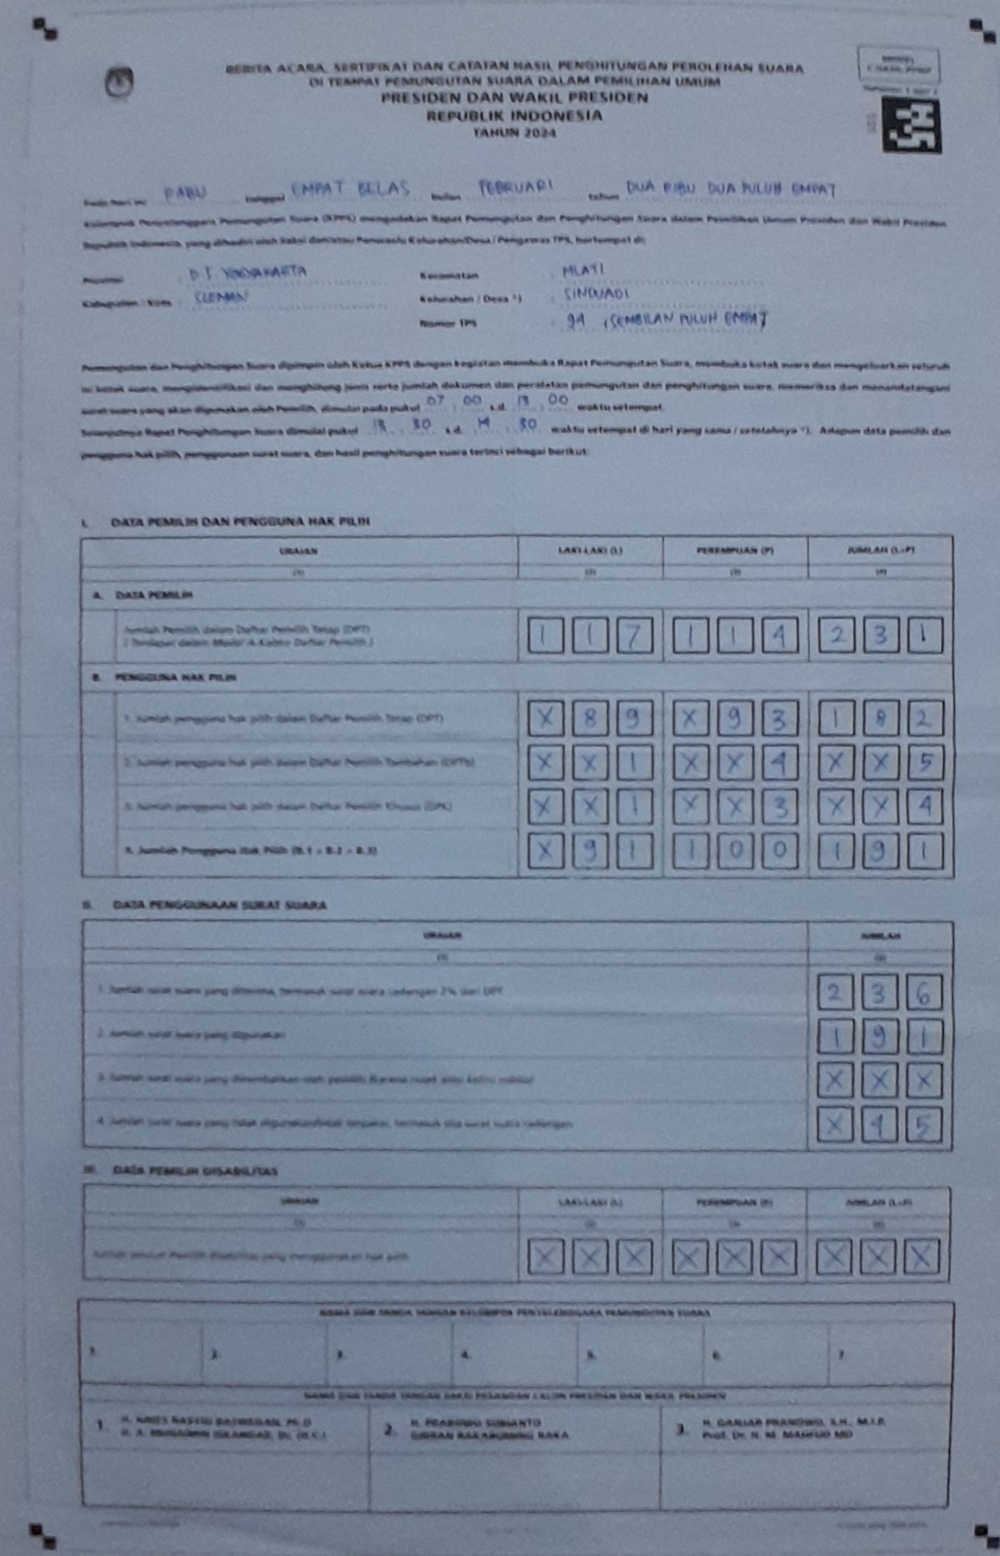 BERITA ACARA, SERTIFIKAT DAN CATATAN HASIL PENGHITUNGAN PEROLEHAN SUARA
DI TEMPAT PEMUNGUTAN SUARA DALAM PEMILIHAN UMUM
PRESIDEN DAN WAKIL PRESIDEN
REPUBLIK INDONESIA
TAHUN 2024
Pada hari ini RABU tanggal EMPAT BELAS bulan FEBRUARI tahun DUA RIBU DUA PULUH EMPAT
Kelompok Penyelenggara Pemungutan Suara (KPPS) mengadakan Rapat Pemungutan dan Penghitungan Suara dalam Pemilihan Umum Presiden dan Wakil Presiden
Republik Indonesia, yang dihadiri oleh Saksi dan/atau Panwaslu Kelurahan/Desa / Pengawas TPS, bertempat di:
Provinsi : D.I YOGYAKARTA Kecamatan : MLATI
Kabupaten / Kota : SLEMAN Kelurahan / Desa *) : SINDUADI
Nomor TPS : 94 , SEMBILAN PULUH EMPAT
Pemungutan dan Penghitungan Suara dipimpin oleh Ketua KPPS dengan kegiatan membuka Rapat Pemungutan Suara, membuka kotak suara dan mengeluarkan seluruh
isi kotak suara, mengidentifikasi dan menghitung jenis serta jumlah dokumen dan peralatan pemungutan dan penghitungan suara, memeriksa dan menandatangani
surat suara yang akan digunakan oleh Pemilih, dimulai pada pukul 07 : 00 s.d. 13 : 00 waktu setempat.
Selanjutnya Rapat Penghitungan Suara dimulai pukul 13 : 30 s.d. 14 : 30 waktu setempat di hari yang sama / setelahnya *). Adapun data pemilih dan
pengguna hak pilih, penggunaan surat suara, dan hasil penghitungan suara terinci sebagai berikut:
I. DATA PEMILIH DAN PENGGUNA HAK PILIH
URAIAN LAKI-LAKI (L) PEREMPUAN (P) JUMLAH (L+P)
(1) (2) (3) (4)
A. DATA PEMILIH
Jumlah Pemilih dalam Daftar Pemilih Tetap (DPT) 1 1 7 1 1 4 2 3 1
B. PENGGUNA HAK PILIH
1. Jumlah pengguna hak pilih dalam Daftar Pemilih Tetap (DPT) X 8 9 X 9 3 1 8 2
2. Jumlah pengguna hak pilih dalam Daftar Pemilih Tambahan (DPTb) X X 1 X X 4 X X 5
3. Jumlah pengguna hak pilih dalam Daftar Pemilih Khusus (DPK) X X 1 X X 3 X X 4
4. Jumlah Pengguna Hak Pilih (B.1 + B.2 + B.3) X 9 1 1 0 0 1 9 1
II. DATA PENGGUNAAN SURAT SUARA
URAIAN JUMLAH
(1) (2)
1. Jumlah surat suara yang diterima, termasuk surat suara cadangan 2% dari DPT 2 3 6
2. Jumlah surat suara yang digunakan 1 9 1
3. Jumlah surat suara yang dikembalikan oleh pemilih karena rusak atau keliru coblos X X X
4. Jumlah surat suara yang tidak digunakan/tidak terpakai, termasuk sisa surat suara cadangan X 4 5
III. DATA PEMILIH DISABILITAS
URAIAN LAKI-LAKI (L) PEREMPUAN (P) JUMLAH (L+P)
(1) (2) (3) (4)
Jumlah seluruh Pemilih disabilitas yang menggunakan hak pilih X X X X X X X X X
NAMA DAN TANDA TANGAN KELOMPOK PENYELENGGARA PEMUNGUTAN SUARA
1. 2. 3. 4. 5. 6. 7.
NAMA DAN TANDA TANGAN SAKSI PASANGAN CALON PRESIDEN DAN WAKIL PRESIDEN
1. H. ANIES RASYID BASWEDAN, Ph.D
H. A. MUHAIMIN ISKANDAR, Dr. (H.C.)
2. H. PRABOWO SUBIANTO
GIBRAN RAKABUMING RAKA
3. H. GANJAR PRANOWO, S.H., M.I.P.
Prof. Dr. H. M. MAHFUD MD